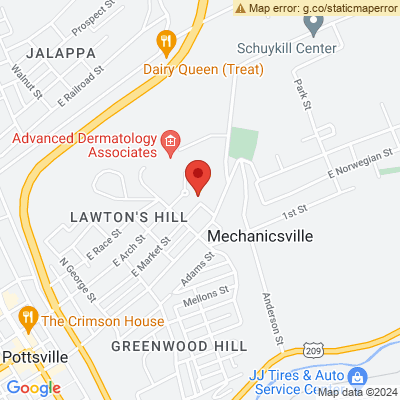 Map error: g.co/staticmaperror
Prospect St
Schuykill Center
JALAPPA
Dairy Queen (Treat)
Walnut St
E Railroad St
Park St
Advanced Dermatology
Associates
E Norwegian St
LAWTON'S HILL
1st St
E Race St
E Arch St
E Market St
Mechanicsville
N George St
Adams St
Mellons St
Anderson St
The Crimson House
Pottsville
GREENWOOD HILL
209
JJ Tires & Auto
Service Center
Map data ©2024